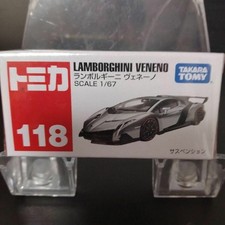 トミカ
LAMBORGHINI VENENO
ランボルギーニ ヴェネーノ
SCALE 1/67
TAKARA TOMY
118
サスペンション